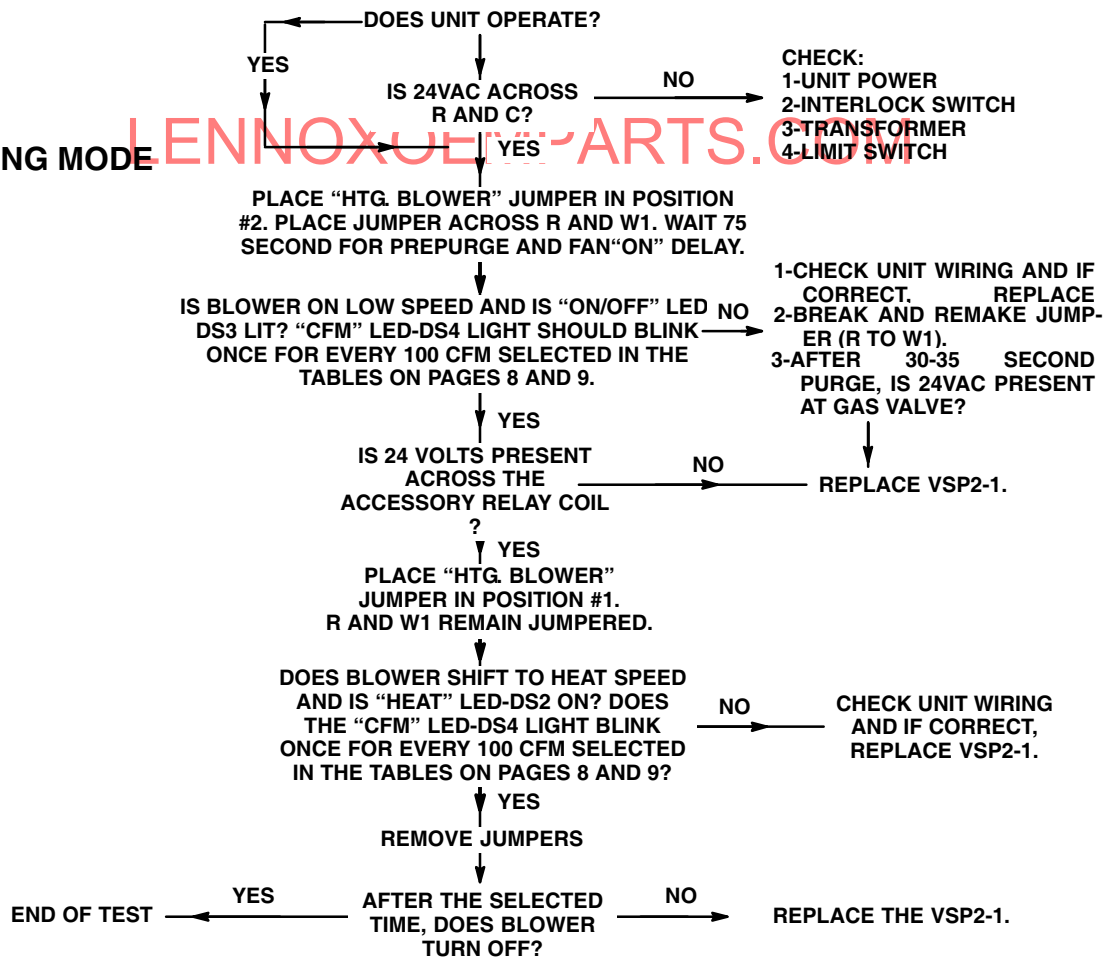 DOES UNIT OPERATE?
YES
IS 24VAC ACROSS
R AND C?
NO
CHECK:
1-UNIT POWER
2-INTERLOCK SWITCH
3-TRANSFORMER
4-LIMIT SWITCH
LENNOXOEMPARTS.COM
NG MODE
YES
PLACE “HTG. BLOWER” JUMPER IN POSITION
#2. PLACE JUMPER ACROSS R AND W1. WAIT 75
SECOND FOR PREPURGE AND FAN“ON” DELAY.
IS BLOWER ON LOW SPEED AND IS “ON/OFF” LED
DS3 LIT? “CFM” LED-DS4 LIGHT SHOULD BLINK
ONCE FOR EVERY 100 CFM SELECTED IN THE
TABLES ON PAGES 8 AND 9.
NO
1-CHECK UNIT WIRING AND IF
CORRECT, REPLACE
2-BREAK AND REMAKE JUMP-
ER (R TO W1).
3-AFTER 30-35 SECOND
PURGE, IS 24VAC PRESENT
AT GAS VALVE?
YES
IS 24 VOLTS PRESENT
ACROSS THE
ACCESSORY RELAY COIL
?
NO
REPLACE VSP2-1.
YES
PLACE “HTG. BLOWER”
JUMPER IN POSITION #1.
R AND W1 REMAIN JUMPERED.
DOES BLOWER SHIFT TO HEAT SPEED
AND IS “HEAT” LED-DS2 ON? DOES
THE “CFM” LED-DS4 LIGHT BLINK
ONCE FOR EVERY 100 CFM SELECTED
IN THE TABLES ON PAGES 8 AND 9?
NO
CHECK UNIT WIRING
AND IF CORRECT,
REPLACE VSP2-1.
YES
REMOVE JUMPERS
AFTER THE SELECTED
TIME, DOES BLOWER
TURN OFF?
YES
END OF TEST
NO
REPLACE THE VSP2-1.